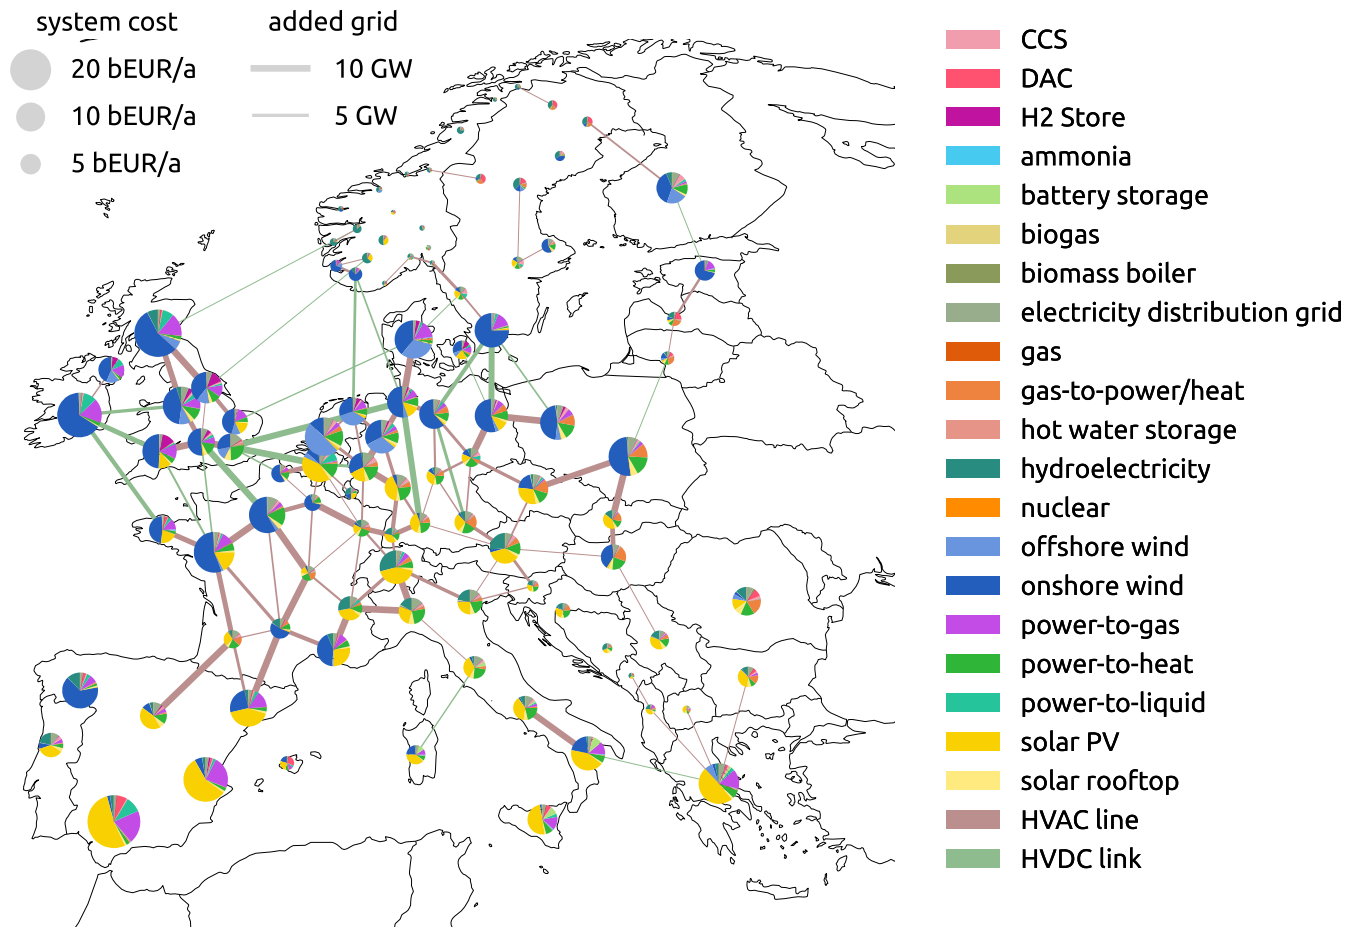 system cost
20 bEUR/a
10 bEUR/a
5 bEUR/a
added grid
10 GW
5 GW
CCS
DAC
H2 Store
ammonia
battery storage
biogas
biomass boiler
electricity distribution grid
gas
gas-to-power/heat
hot water storage
hydroelectricity
nuclear
offshore wind
onshore wind
power-to-gas
power-to-heat
power-to-liquid
solar PV
solar rooftop
HVAC line
HVDC link